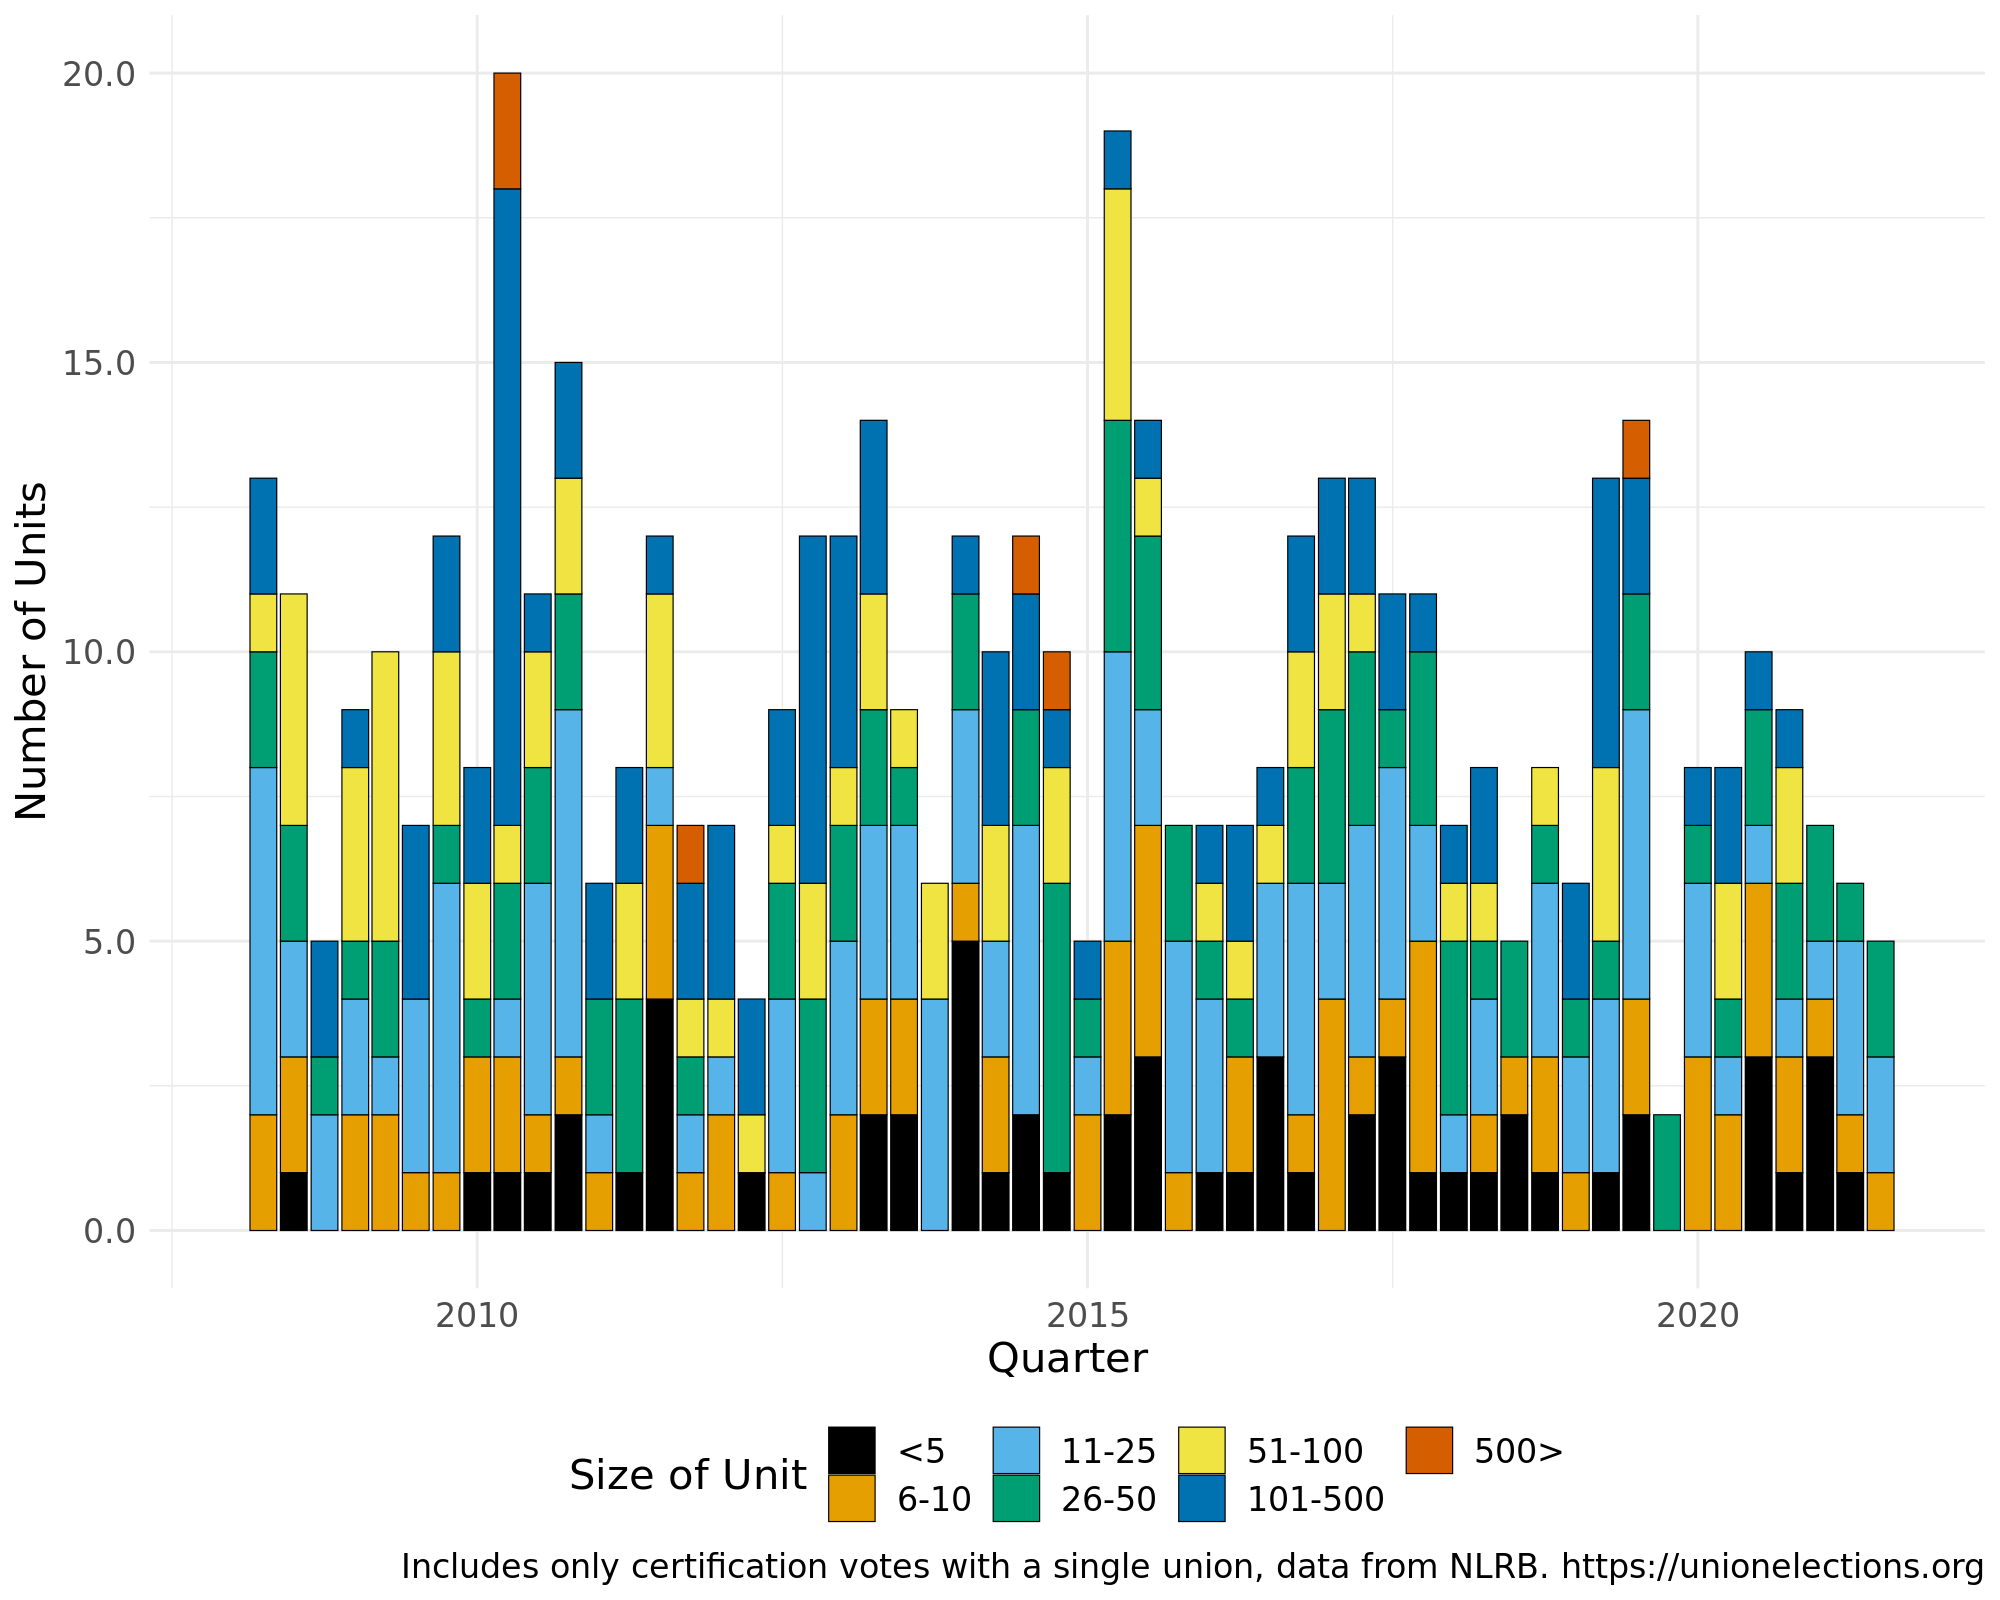 20.0
15.0
10.0
5.0
0.0
Number of Units
2010 2015 2020
Quarter
Size of Unit
<5 11-25 51-100 500>
6-10 26-50 101-500
Includes only certification votes with a single union, data from NLRB. https://unionelections.org